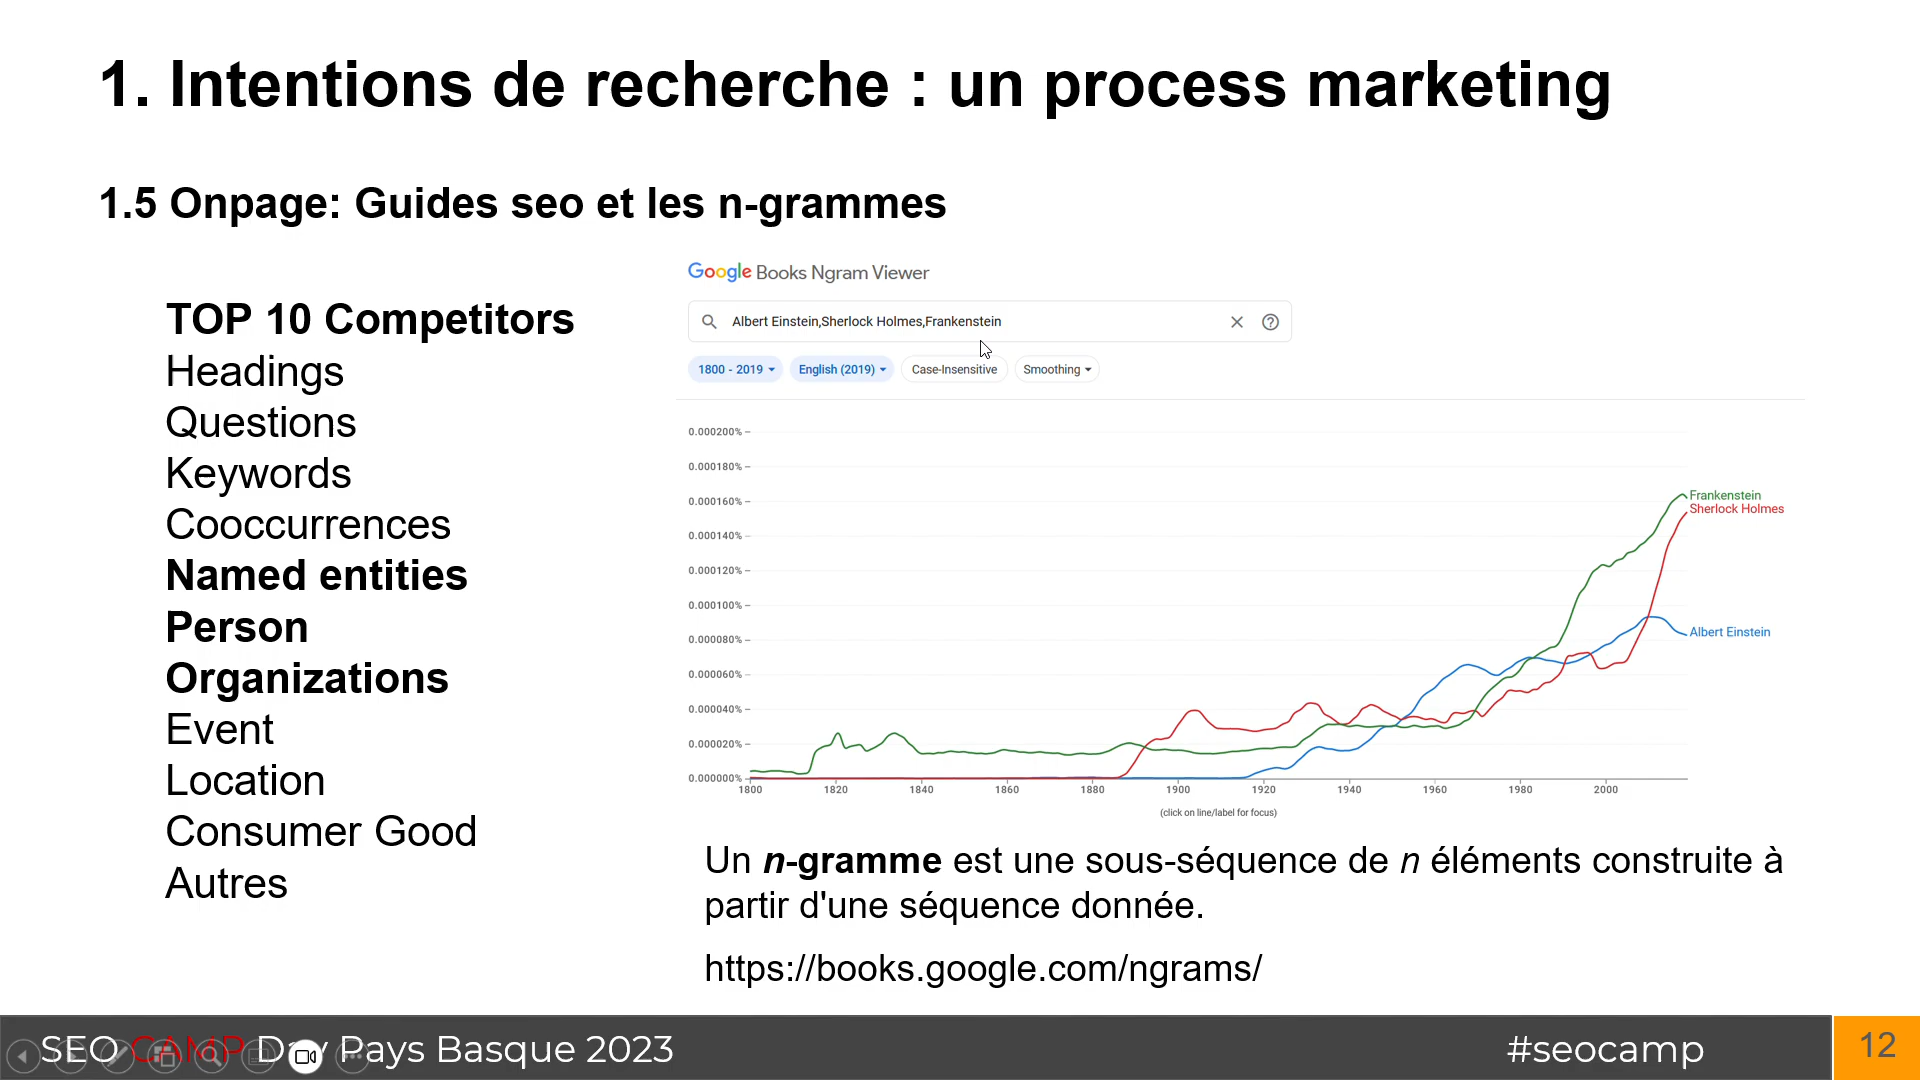 1. Intentions de recherche : un process marketing
1.5 Onpage: Guides seo et les n-grammes
TOP 10 Competitors
Headings
Questions
Keywords
Cooccurrences
Named entities
Person
Organizations
Event
Location
Consumer Good
Autres
Google Books Ngram Viewer
Albert Einstein,Sherlock Holmes,Frankenstein
1800 - 2019 English (2019) Case-Insensitive Smoothing
0.000200%
0.000180%
0.000160%
0.000140%
0.000120%
0.000100%
0.000080%
0.000060%
0.000040%
0.000020%
0.000000%
Frankenstein
Sherlock Holmes
Albert Einstein
1800 1820 1840 1860 1880 1900 1920 1940 1960 1980 2000
(click on line/label for focus)
Un n-gramme est une sous-séquence de n éléments construite à
partir d'une séquence donnée.
https://books.google.com/ngrams/
SEO CAMP Day Pays Basque 2023
#seocamp
12